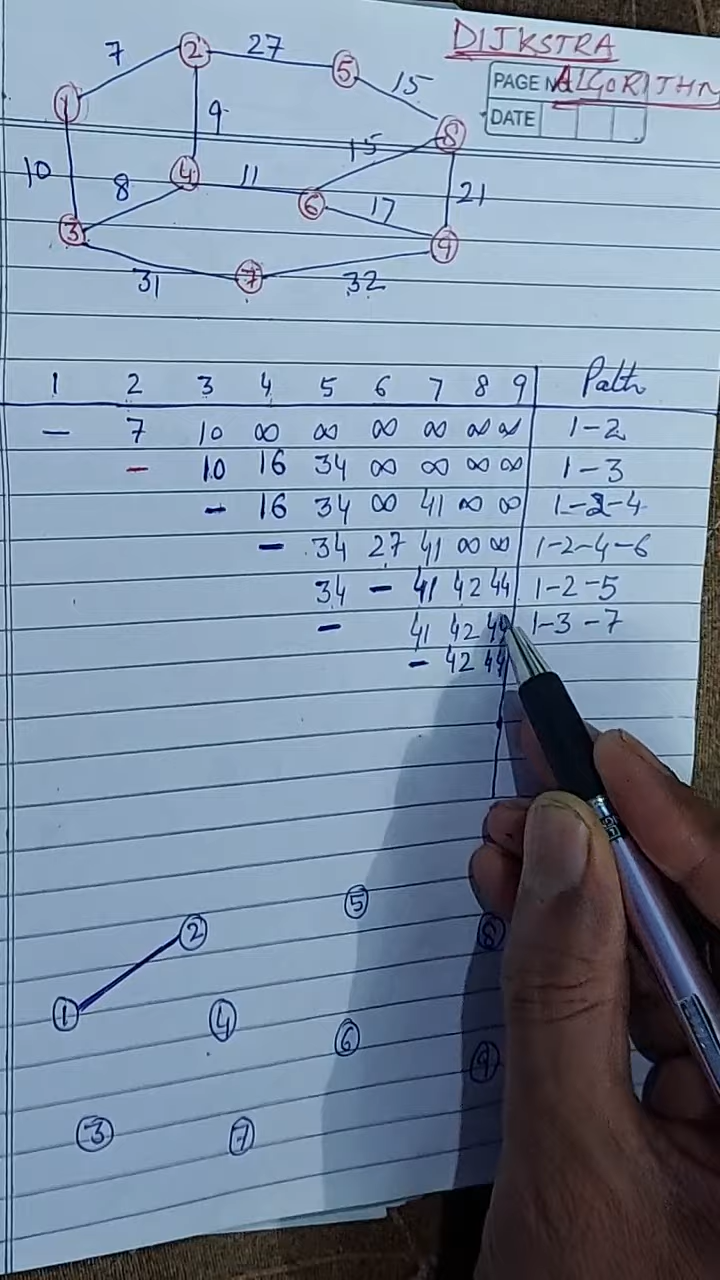 DIJKSTRA
ALGORITHM
PAGE No
DATE
7
2
27
5
15
1
9
8
15
10
8
4
11
6
17
21
3
9
31
7
32
1 2 3 4 5 6 7 8 9 Path
– 7 10 ∞ ∞ ∞ ∞ ∞ ∞ 1-2
– 10 16 34 ∞ ∞ ∞ ∞ 1-3
– 16 34 ∞ 41 ∞ ∞ 1-2-4
– 34 27 41 ∞ ∞ 1-2-4-6
34 – 41 42 44 1-2-5
– 41 42 44 1-3-7
– 42 44
5
2
8
1
4
6
9
3
7